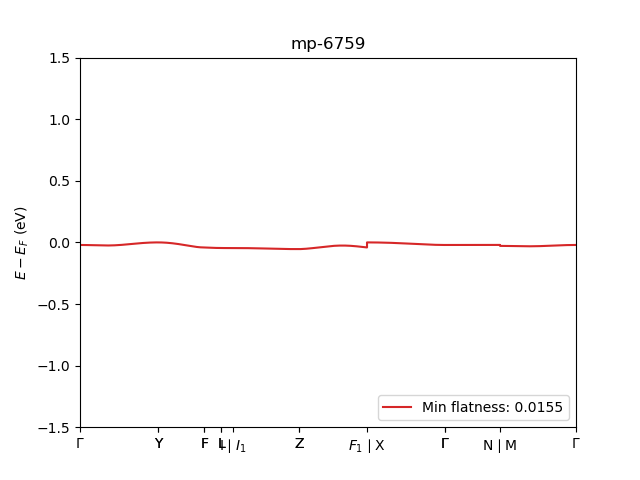 mp-6759
E − E_F (eV)
1.5
1.0
0.5
0.0
−0.5
−1.0
−1.5
Min flatness: 0.0155
Γ Y F L I | I₁ Z F₁ | X Γ N | M Γ